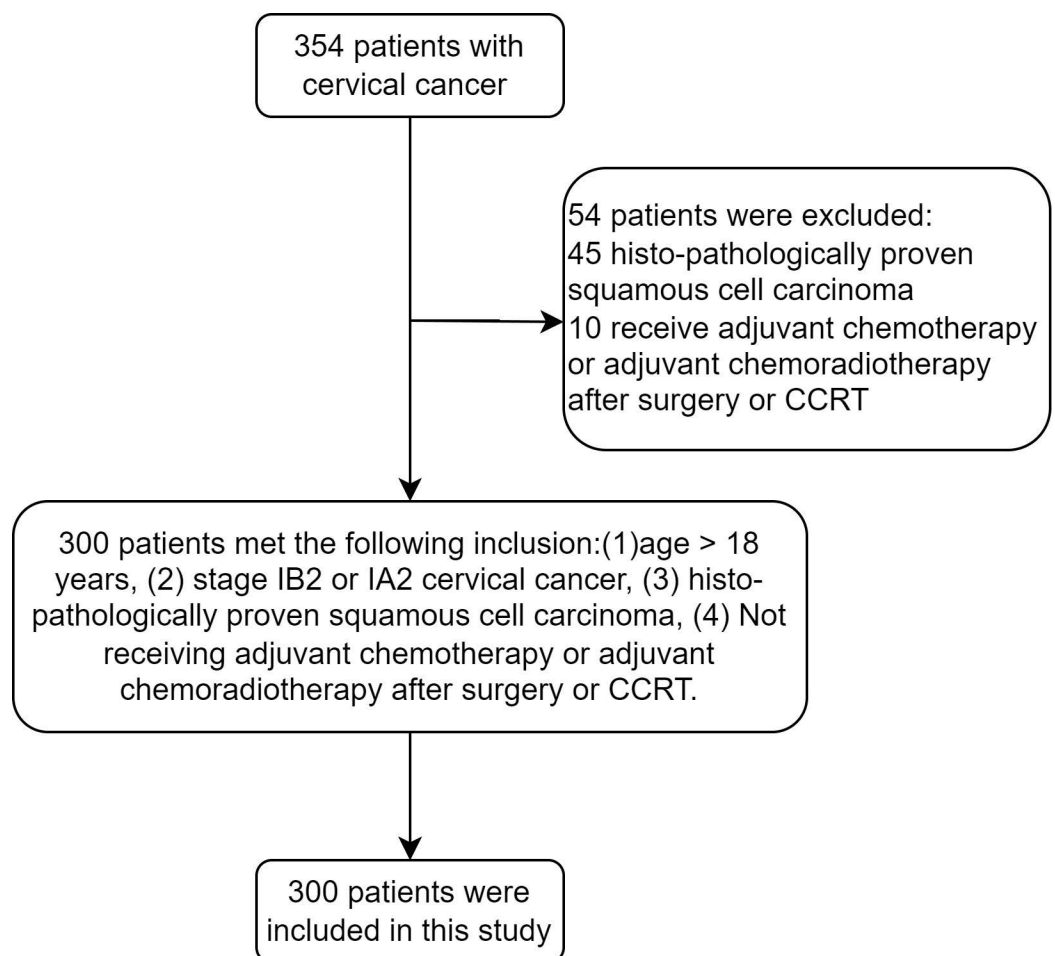 354 patients with
cervical cancer
54 patients were excluded:
45 histo-pathologically proven
squamous cell carcinoma
10 receive adjuvant chemotherapy
or adjuvant chemoradiotherapy
after surgery or CCRT
300 patients met the following inclusion:(1)age > 18
years, (2) stage IB2 or IA2 cervical cancer, (3) histo-
pathologically proven squamous cell carcinoma, (4) Not
receiving adjuvant chemotherapy or adjuvant
chemoradiotherapy after surgery or CCRT.
300 patients were
included in this study